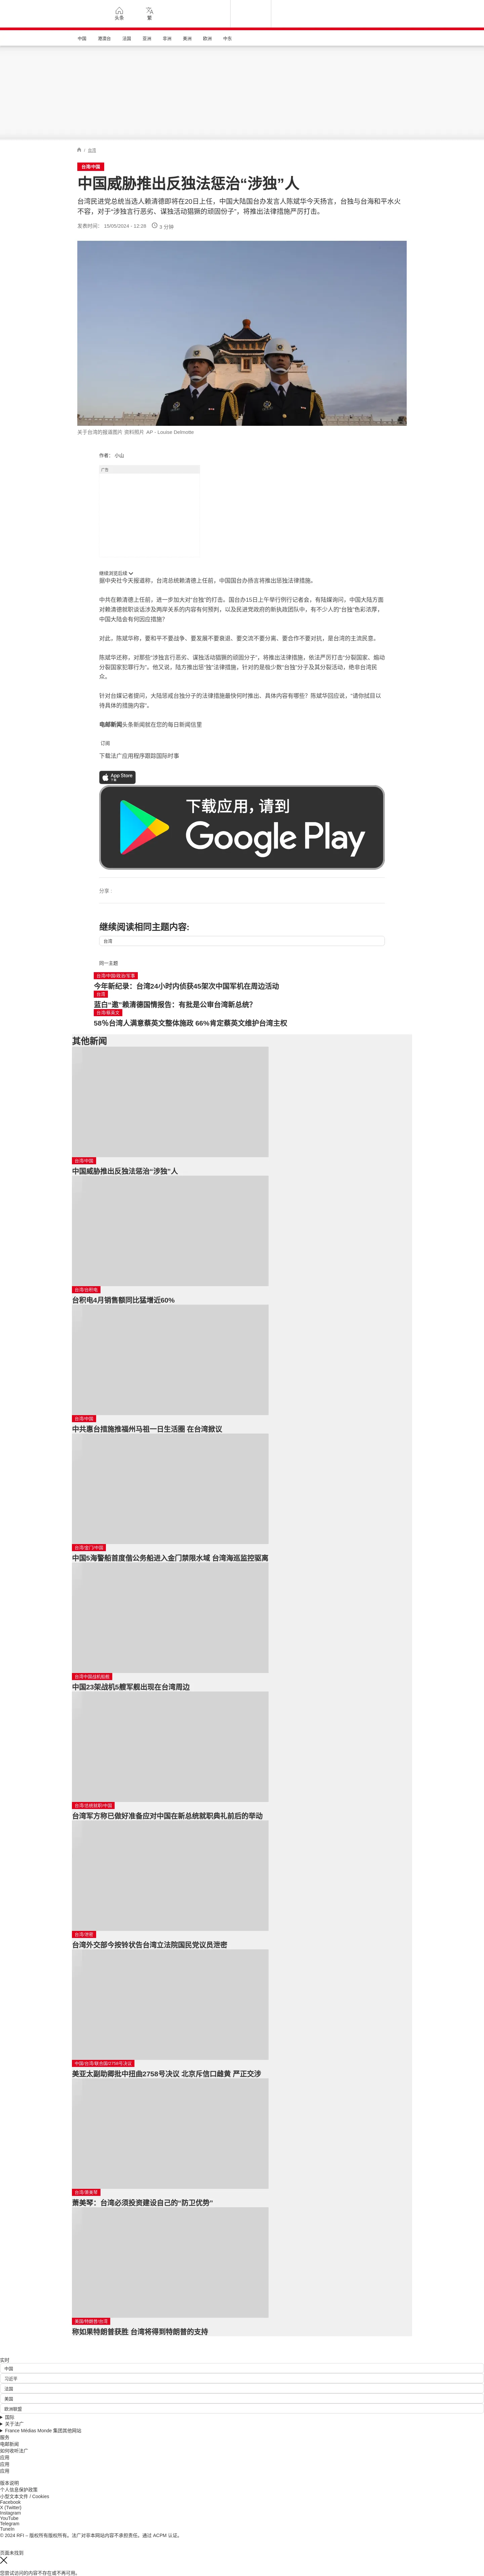 头条
繁
中国
港澳台
法国
亚洲
非洲
美洲
欧洲
中东
/ 台湾
台湾/中国
中国威胁推出反独法惩治“涉独”人
台湾民进党总统当选人赖清德即将在20日上任，中国大陆国台办发言人陈斌华今天扬言，台独与台海和平水火
不容，对于“涉独言行恶劣、谋独活动猖獗的顽固份子”，将推出法律措施严厉打击。
发表时间： 15/05/2024 - 12:28
3 分钟
关于台湾的报道图片 资料照片 AP - Louise Delmotte
作者： 小山
广告
继续浏览后续
据中央社今天报道称，台湾总统赖清德上任前，中国国台办扬言将推出惩独法律措施。
中共在赖清德上任前，进一步加大对“台独”的打击。国台办15日上午举行例行记者会，有陆媒询问，中国大陆方面
对赖清德就职谈话涉及两岸关系的内容有何预判，以及民进党政府的新执政团队中，有不少人的“台独”色彩浓厚，
中国大陆会有何因应措施？
对此，陈斌华称，要和平不要战争、要发展不要衰退、要交流不要分离、要合作不要对抗，是台湾的主流民意。
陈斌华还称，对那些“涉独言行恶劣、谋独活动猖獗的顽固分子”，将推出法律措施，依法严厉打击“分裂国家、煽动
分裂国家犯罪行为”。他又说，陆方推出惩“独”法律措施，针对的是极少数“台独”分子及其分裂活动，绝非台湾民
众。
针对台媒记者提问，大陆惩戒台独分子的法律措施最快何时推出、具体内容有哪些？陈斌华回应说，“请你拭目以
待具体的措施内容”。
电邮新闻头条新闻就在您的每日新闻信里
订阅
下载法广应用程序跟踪国际时事
App Store
下载
下载应用，请到
Google Play
分享 :
继续阅读相同主题内容:
台湾
同一主题
台湾/中国/政治/军事
今年新纪录：台湾24小时内侦获45架次中国军机在周边活动
台湾
蓝白“邀”赖清德国情报告：有批是公审台湾新总统？
台湾/蔡英文
58％台湾人满意蔡英文整体施政 66%肯定蔡英文维护台湾主权
其他新闻
台湾/中国
中国威胁推出反独法惩治“涉独”人
台湾/台积电
台积电4月销售额同比猛增近60%
台湾/中国
中共惠台措施推福州马祖一日生活圈 在台湾掀议
台湾/金门/中国
中国5海警船首度偕公务船进入金门禁限水域 台湾海巡监控驱离
台湾/中国战机船舰
中国23架战机5艘军舰出现在台湾周边
台湾/总统就职/中国
台湾军方称已做好准备应对中国在新总统就职典礼前后的举动
台湾/泄密
台湾外交部今按铃状告台湾立法院国民党议员泄密
中国/台湾/联合国/2758号决议
美亚太副助卿批中扭曲2758号决议 北京斥信口雌黄 严正交涉
台湾/萧美琴
萧美琴：台湾必须投资建设自己的“防卫优势”
美国/特朗普/台湾
称如果特朗普获胜 台湾将得到特朗普的支持
实时
中国
习近平
法国
美国
欧洲联盟
国际
关于法广
France Médias Monde 集团其他网站
服务
电邮新闻
如何收听法广
应用
应用
应用
版本说明
个人信息保护政策
小型文本文件 / Cookies
Facebook
X (Twitter)
Instagram
YouTube
Telegram
TuneIn
© 2024 RFI – 版权所有版权所有。法广对非本网站内容不承担责任。通过 ACPM 认证。
页面未找到
您尝试访问的内容不存在或不再可用。